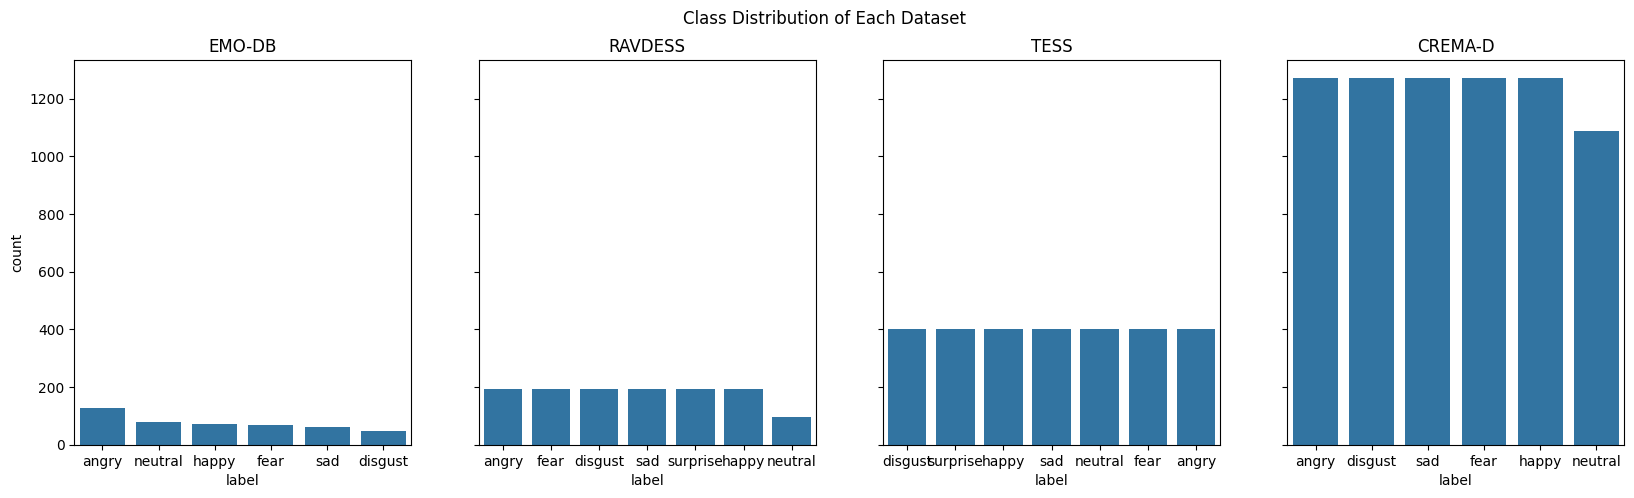 Class Distribution of Each Dataset
EMO-DB
RAVDESS
TESS
CREMA-D
1200
1000
800
600
400
200
0
count
angry neutral happy fear sad disgust
label
angry fear disgust sad surprise happy neutral
label
disgust surprise happy sad neutral fear angry
label
angry disgust sad fear happy neutral
label